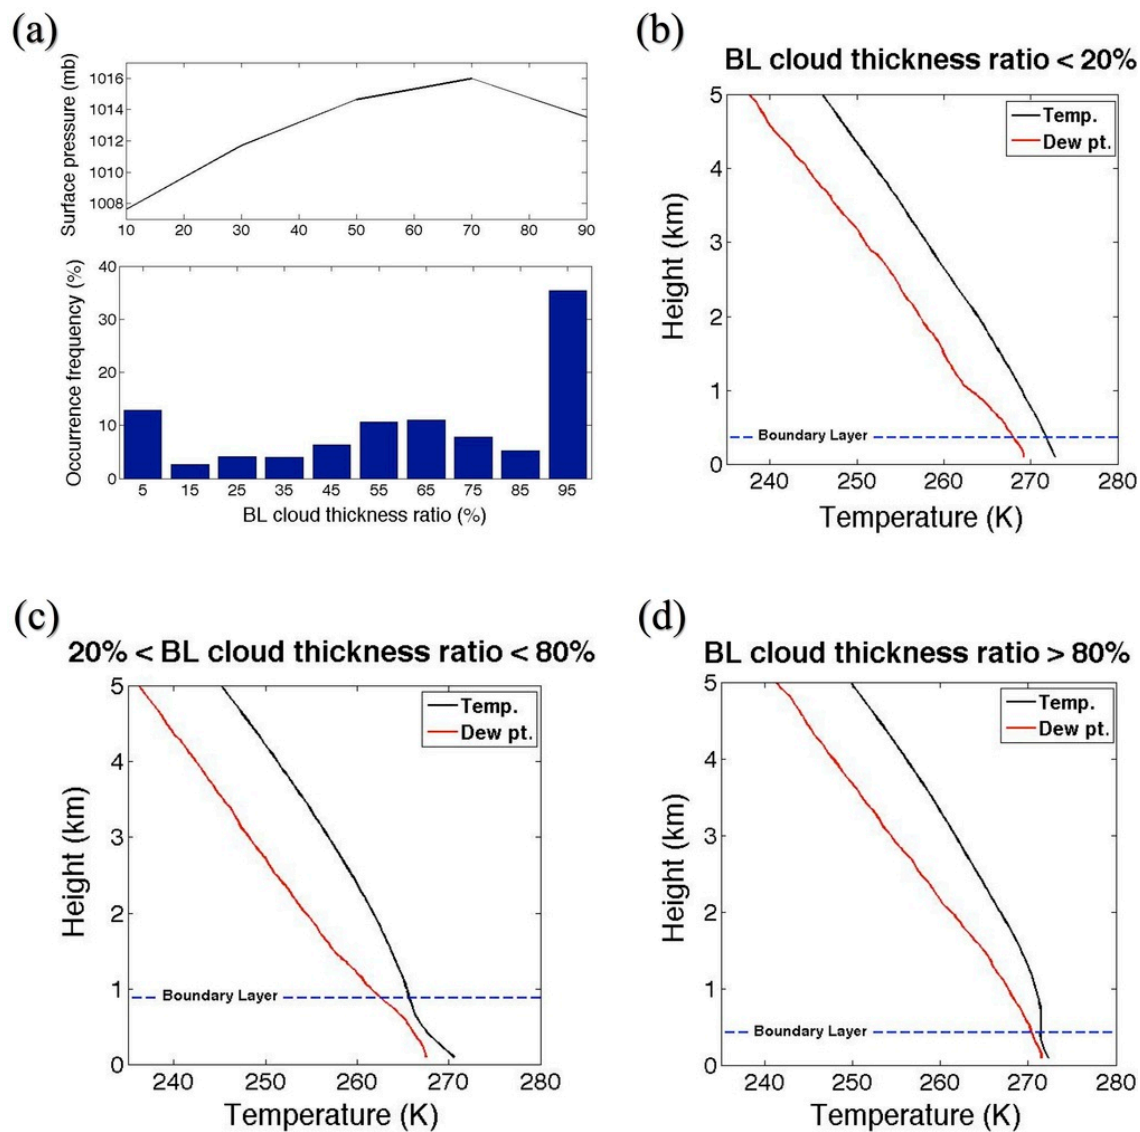 (a)
Surface pressure (mb)
1016
1014
1012
1010
1008
10 20 30 40 50 60 70 80 90
Occurrence frequency (%)
40
30
20
10
0
5 15 25 35 45 55 65 75 85 95
BL cloud thickness ratio (%)
(b)
BL cloud thickness ratio < 20%
Temp.
Dew pt.
Height (km)
5
4
3
2
1
0
Boundary Layer
240 250 260 270 280
Temperature (K)
(c)
20% < BL cloud thickness ratio < 80%
Temp.
Dew pt.
Height (km)
5
4
3
2
1
0
Boundary Layer
240 250 260 270 280
Temperature (K)
(d)
BL cloud thickness ratio > 80%
Temp.
Dew pt.
Height (km)
5
4
3
2
1
0
Boundary Layer
240 250 260 270 280
Temperature (K)